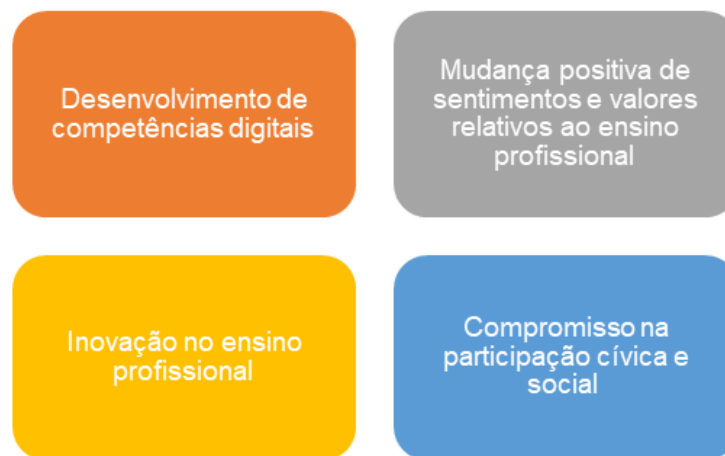 Desenvolvimento de
competências digitais
Mudança positiva de
sentimentos e valores
relativos ao ensino
profissional
Inovação no ensino
profissional
Compromisso na
participação cívica e
social